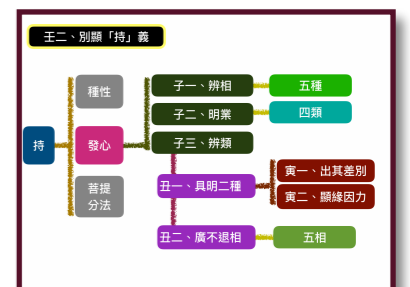 壬二、別顯「持」義
持
種性
發心
菩提
分法
子一、辨相
五種
子二、明業
四類
子三、辨類
丑一、具明二種
寅一、出其差別
寅二、顯緣因力
丑二、廣不退相
五相